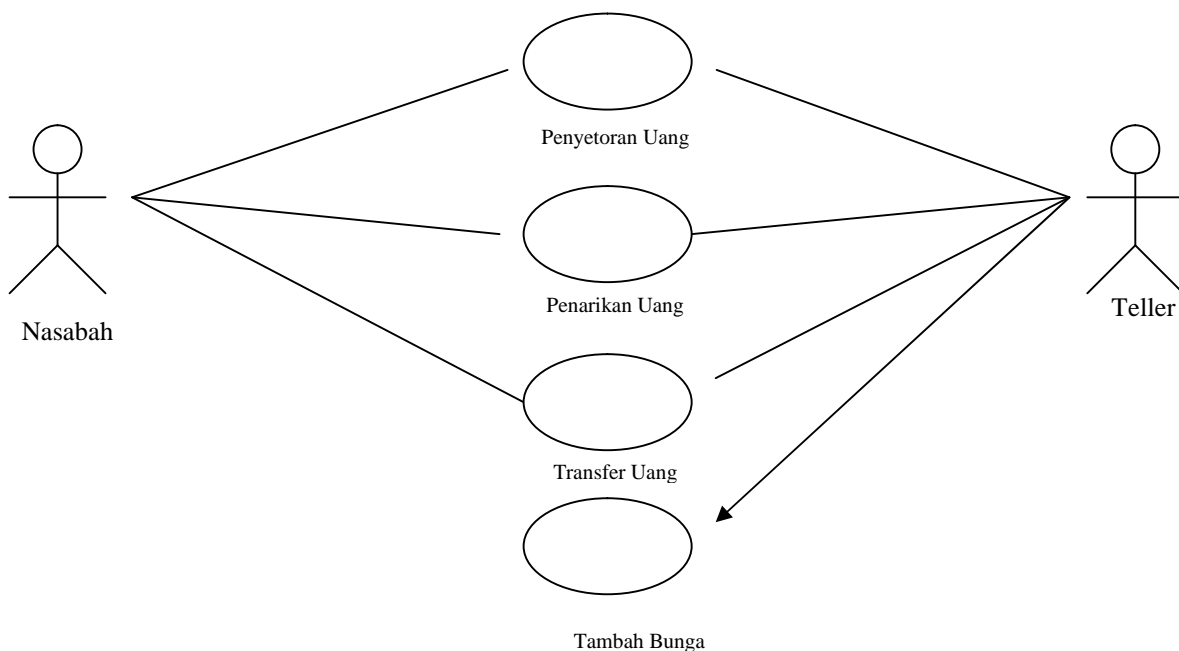 Penyetoran Uang
Penarikan Uang
Nasabah
Teller
Transfer Uang
Tambah Bunga